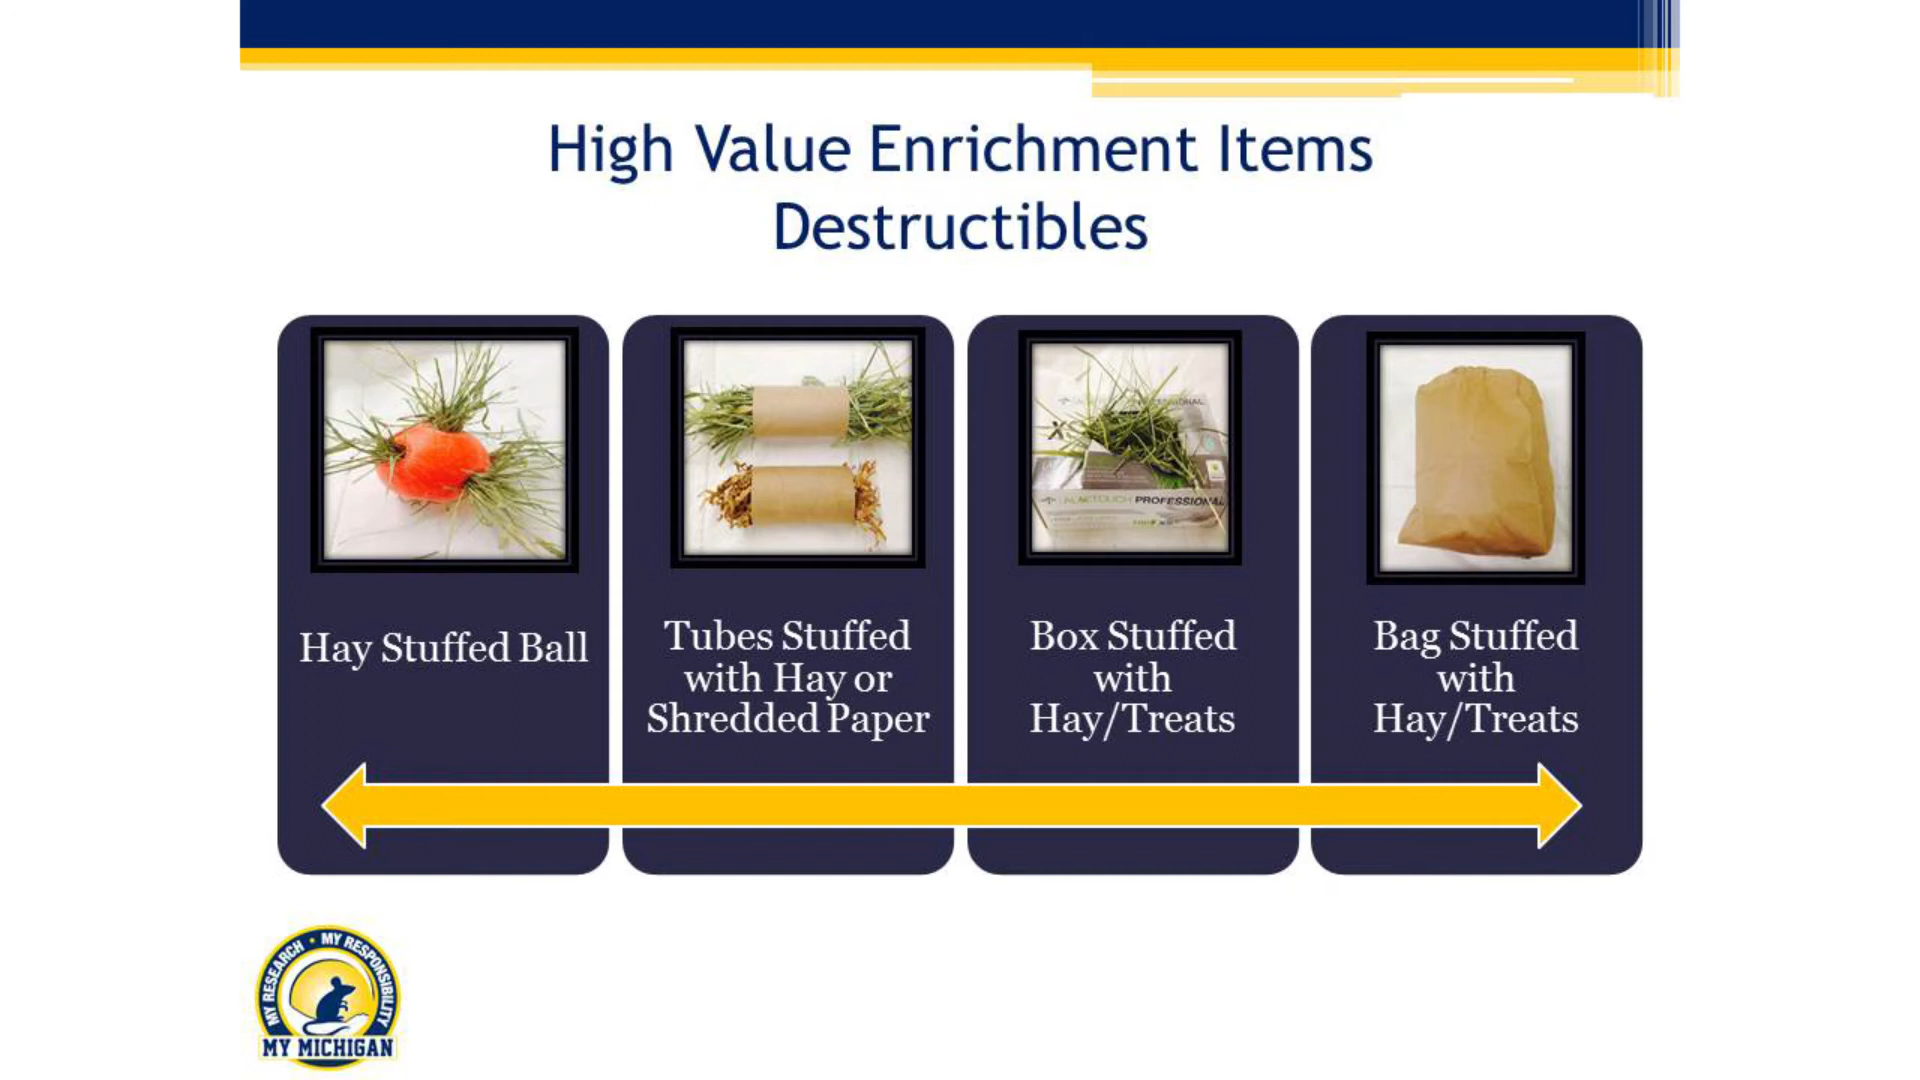 High Value Enrichment Items
Destructibles
Hay Stuffed Ball
Tubes Stuffed
with Hay or
Shredded Paper
Box Stuffed
with
Hay/Treats
Bag Stuffed
with
Hay/Treats
PROFESSIONAL
MY RESEARCH • MY RESPONSIBILITY
MY MICHIGAN